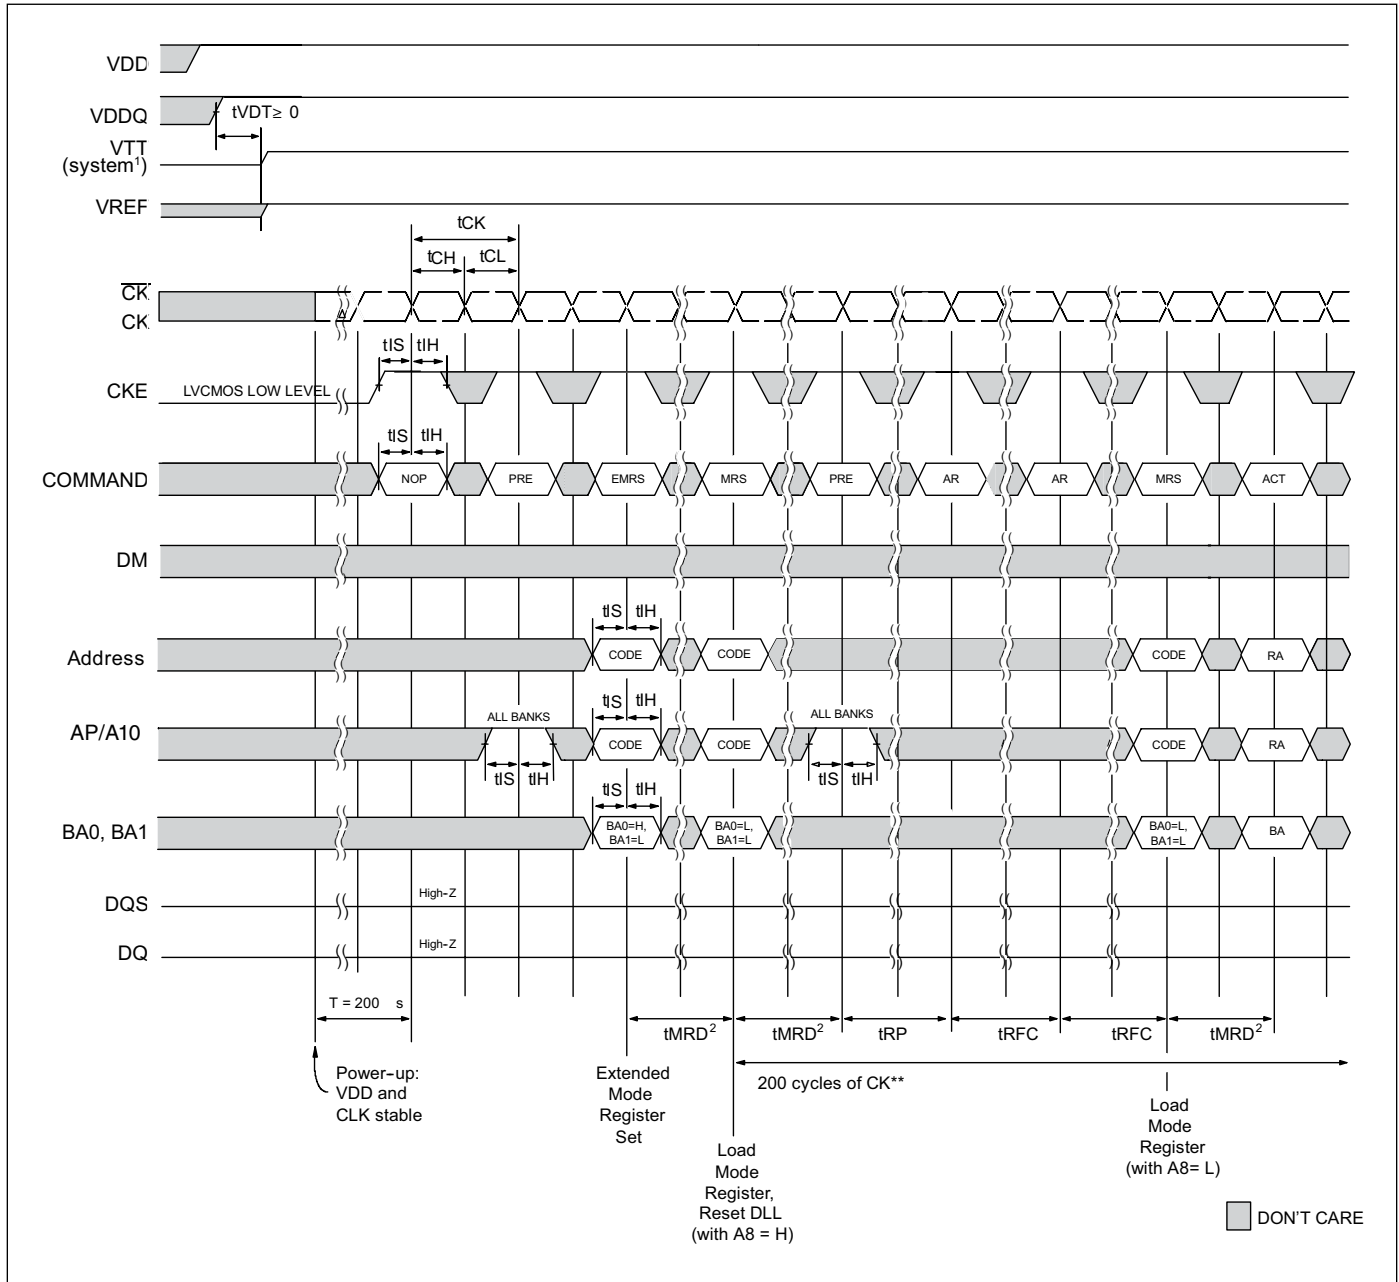 VDD
VDDQ
tVDT≥ 0
VTT
(system¹)
VREF
tCK
tCH tCL
CK
CK
tIS tIH
CKE LVCMOS LOW LEVEL
tIS tIH
COMMAND NOP PRE EMRS MRS PRE AR AR MRS ACT
DM
tIS tIH
Address CODE CODE CODE RA
ALL BANKS tIS tIH ALL BANKS
AP/A10 CODE CODE CODE RA
tIS tIH tIS tIH
tIS tIH
BA0, BA1 BA0=H, BA1=L BA0=L, BA1=L BA0=L, BA1=L BA
DQS High-Z
DQ High-Z
T = 200 s
tMRD² tMRD² tRP tRFC tRFC tMRD²
200 cycles of CK**
Power-up:
VDD and
CLK stable
Extended
Mode
Register
Set
Load
Mode
Register,
Reset DLL
(with A8 = H)
Load
Mode
Register
(with A8= L)
DON'T CARE